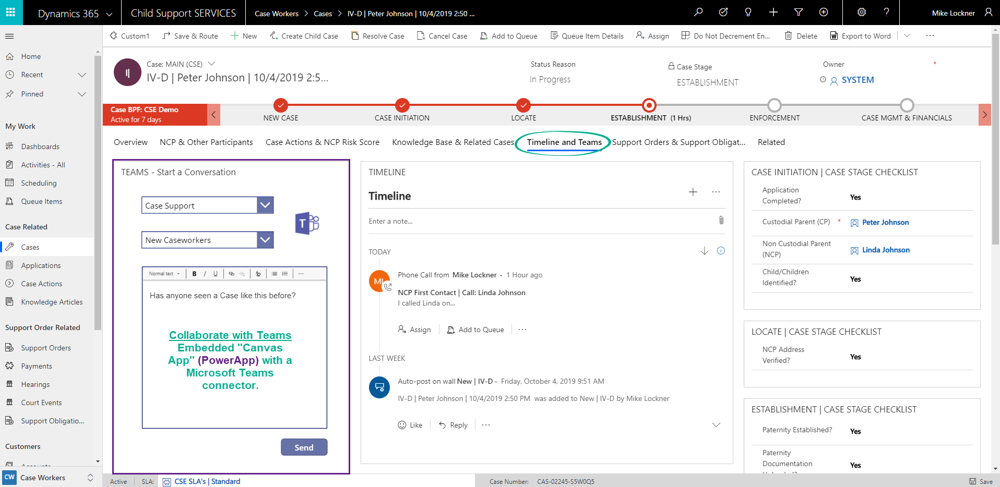 Dynamics 365
Child Support SERVICES
Case Workers > Cases > IV-D | Peter Johnson | 10/4/2019 2:50 ...
?
Mike Lockner
Custom1
Save & Route
New
Create Child Case
Resolve Case
Cancel Case
Add to Queue
Queue Item Details
Assign
Do Not Decrement En...
Delete
Export to Word
...
Home
Recent
Pinned
My Work
Dashboards
Activities - All
Scheduling
Queue Items
Case Related
Cases
Applications
Case Actions
Knowledge Articles
Support Order Related
Support Orders
Payments
Hearings
Court Events
Support Obligatio...
Customers
CW
Case Workers
I|
Case: MAIN (CSE)
IV-D | Peter Johnson | 10/4/2019 2:5...
Status Reason
In Progress
Case Stage
ESTABLISHMENT
Owner
*
SYSTEM
Case BPF: CSE Demo
Active for 7 days
NEW CASE
CASE INITIATION
LOCATE
ESTABLISHMENT (1 Hrs)
ENFORCEMENT
CASE MGMT & FINANCIALS
Overview
NCP & Other Participants
Case Actions & NCP Risk Score
Knowledge Base & Related Cases
Timeline and Teams
Support Orders & Support Obligat...
Related
TEAMS - Start a Conversation
Case Support
T
New Caseworkers
Normal text
B
I
U
...
Has anyone seen a Case like this before?
Collaborate with Teams
Embedded "Canvas
App" (PowerApp) with a
Microsoft Teams
connector.
Send
TIMELINE
Timeline
...
Enter a note...
TODAY
ML
Phone Call from Mike Lockner - 1 Hour ago
NCP First Contact | Call: Linda Johnson
I called Linda on...
Assign
Add to Queue
...
LAST WEEK
Auto-post on wall New | IV-D - Friday, October 4, 2019 9:51 AM
IV-D | Peter Johnson | 10/4/2019 2:50 PM was added to New | IV-D by Mike Lockner
Like
Reply
...
CASE INITIATION | CASE STAGE CHECKLIST
Application
Completed?
Yes
Custodial Parent (CP)
*
Peter Johnson
Non Custodial Parent
(NCP)
Linda Johnson
Child/Children
Identified?
Yes
LOCATE | CASE STAGE CHECKLIST
NCP Address
Verified?
Yes
ESTABLISHMENT | CASE STAGE CHECKLIST
Paternity Established?
Yes
Paternity
Documentation
Yes
Active
SLA:
CSE SLA's | Standard
Case Number:
CAS-02245-S5W0Q5
Save